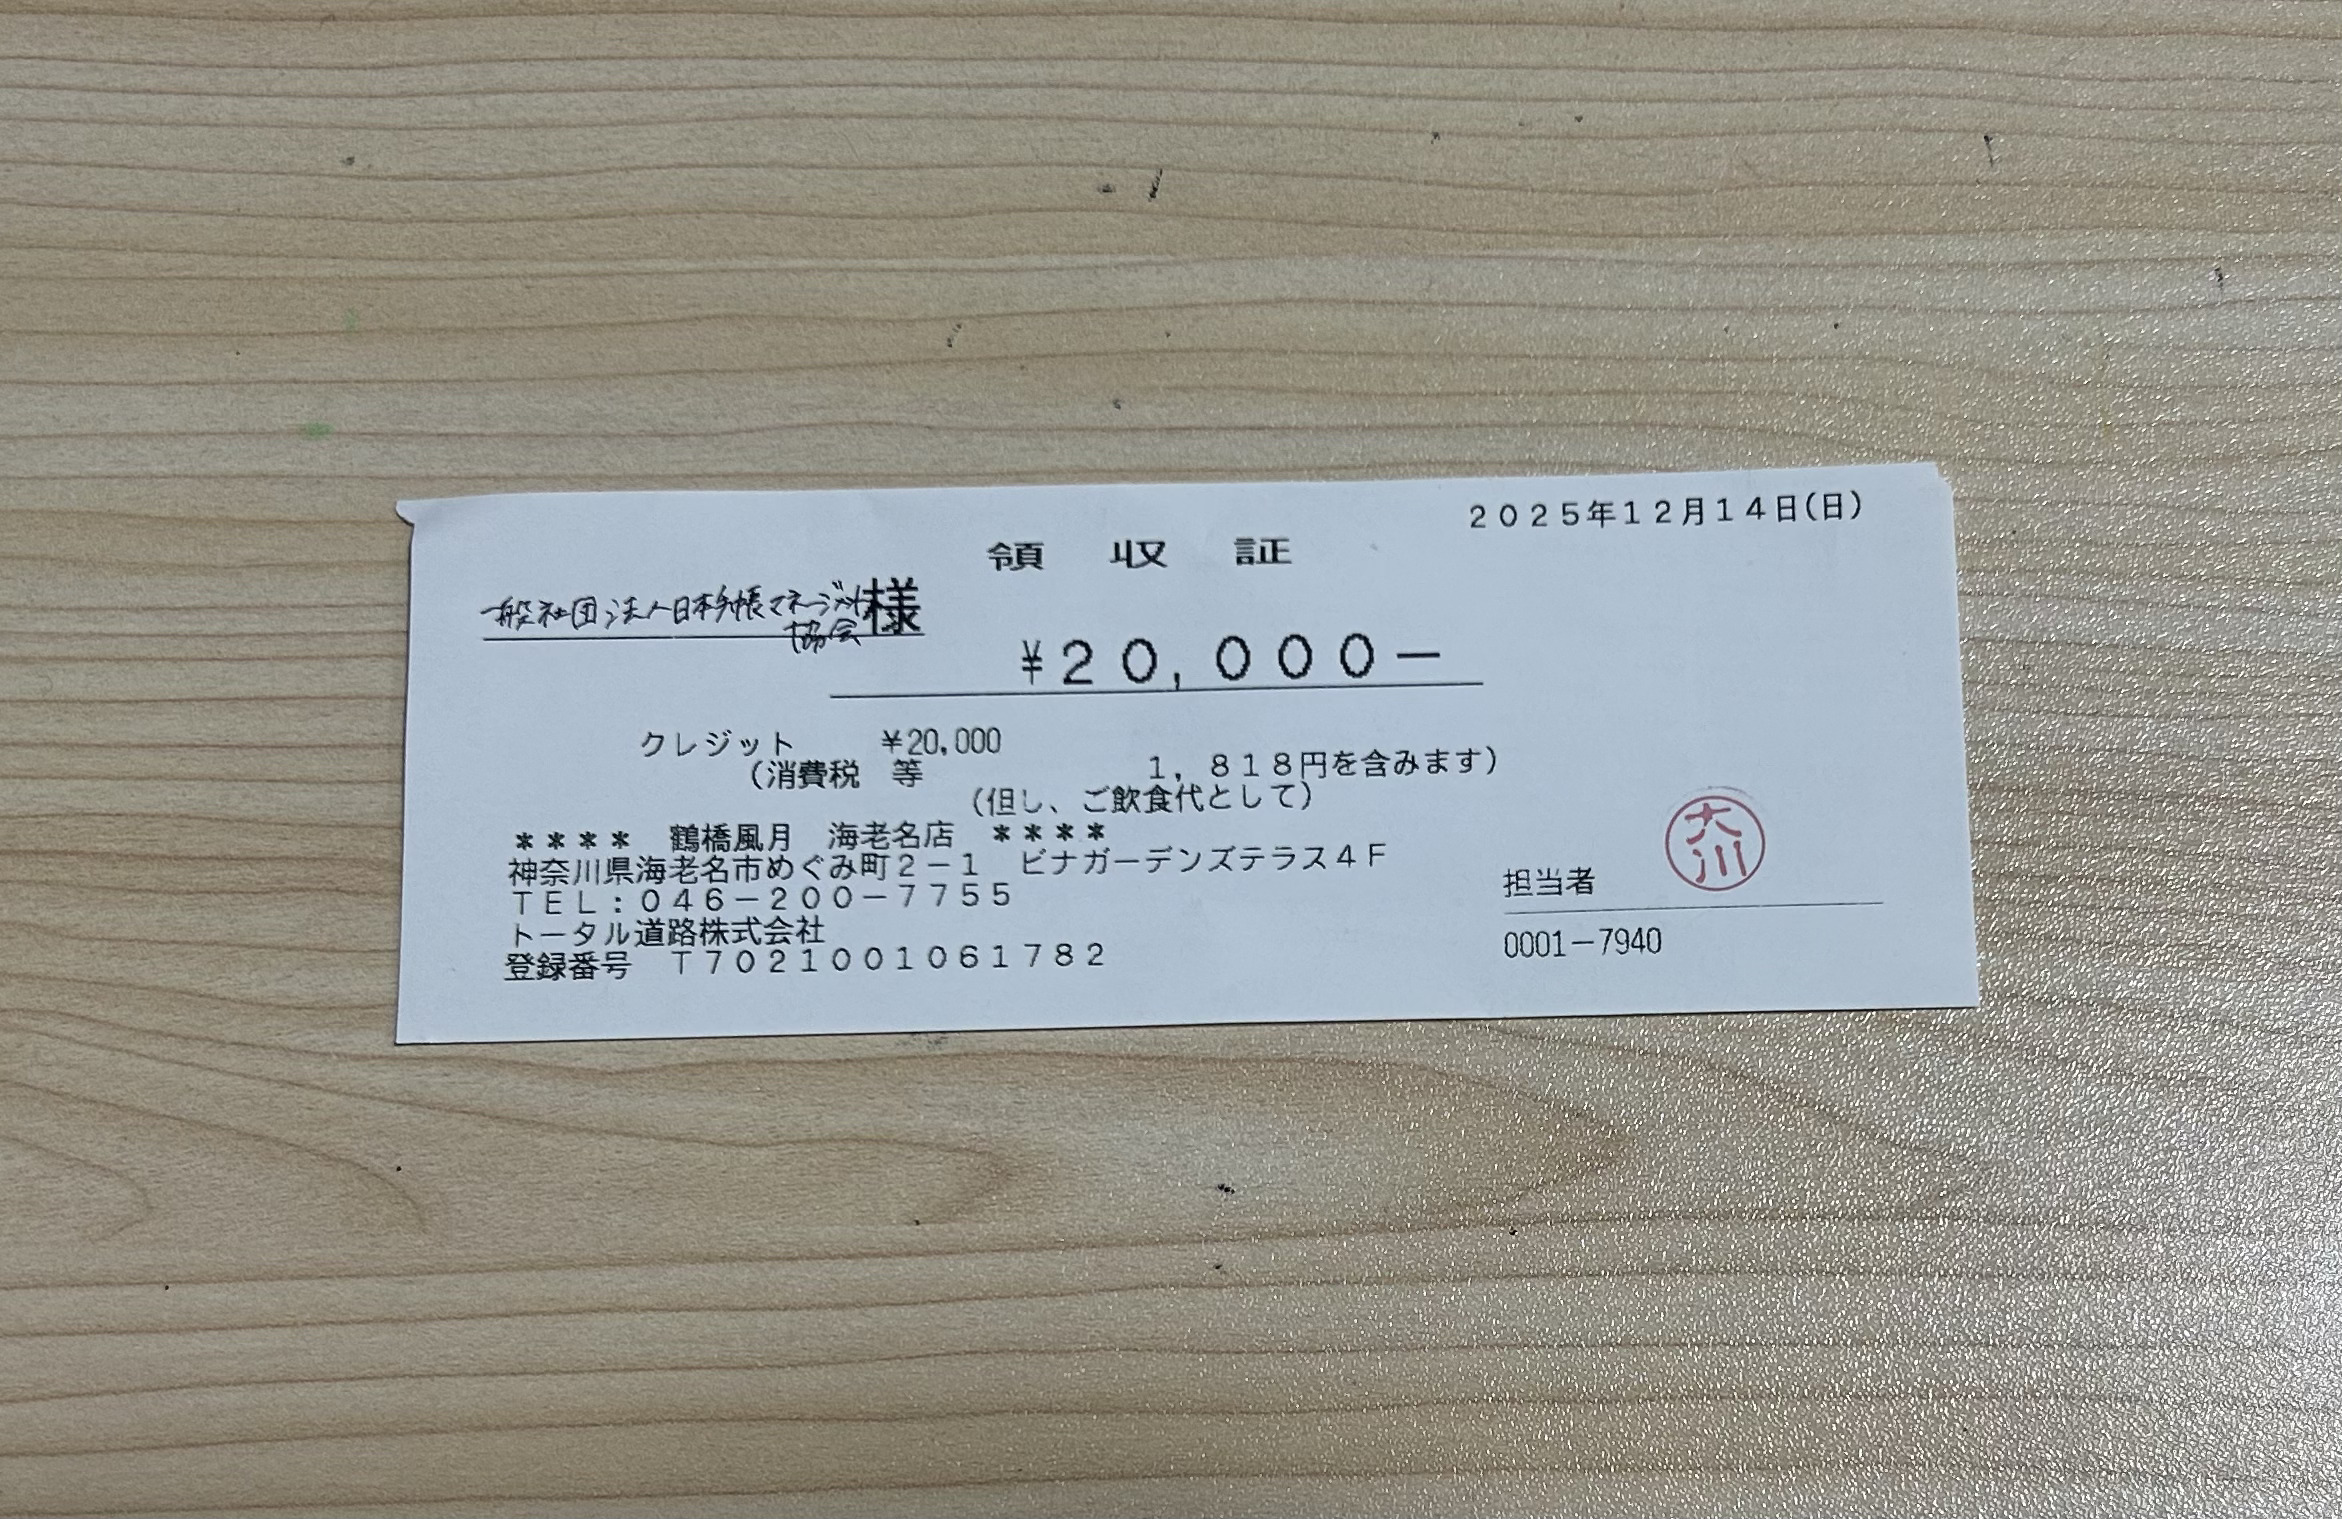 2025年12月14日(日)
領 収 証
一般社団法人日本手帳マネージメント 様
協会
¥20,000−
クレジット ¥20,000
(消費税 等 1,818円を含みます)
(但し、ご飲食代として)
**** 鶴橋風月 海老名店 ****
神奈川県海老名市めぐみ町2−1 ビナガーデンズテラス4F
TEL:046−200−7755
トータル道路株式会社
登録番号 T7021001061782
担当者 大川
0001−7940